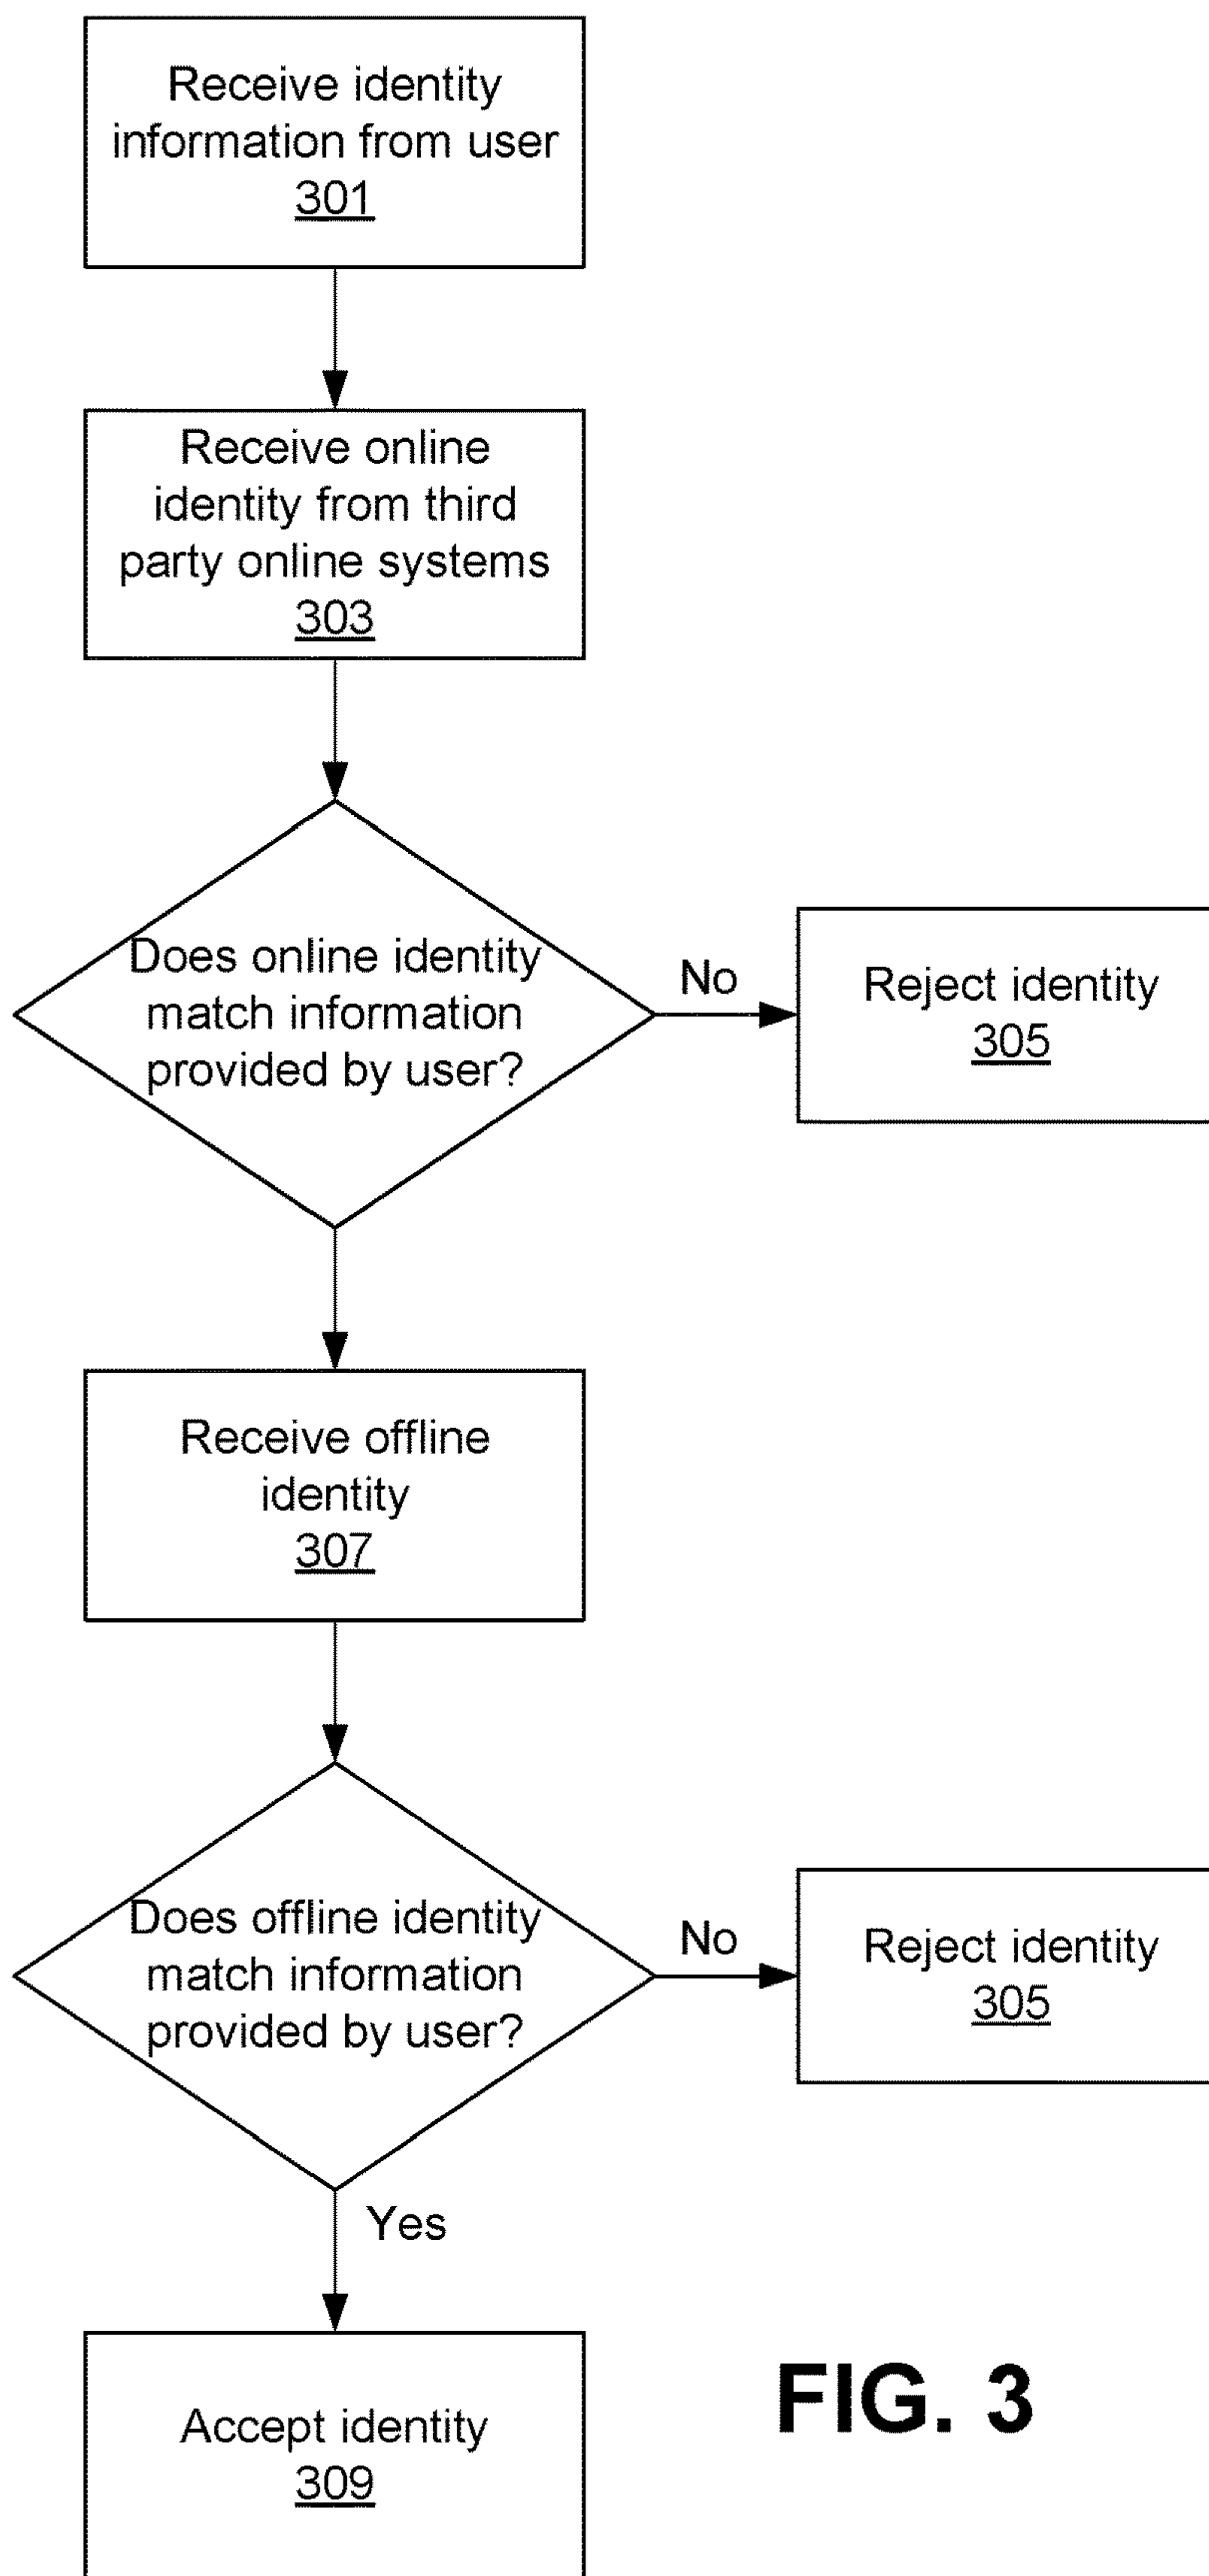 Receive identity
information from user
301
Receive online
identity from third
party online systems
303
Does online identity
match information
provided by user?
No
Reject identity
305
Receive offline
identity
307
Does offline identity
match information
provided by user?
No
Reject identity
305
Yes
Accept identity
309
FIG. 3